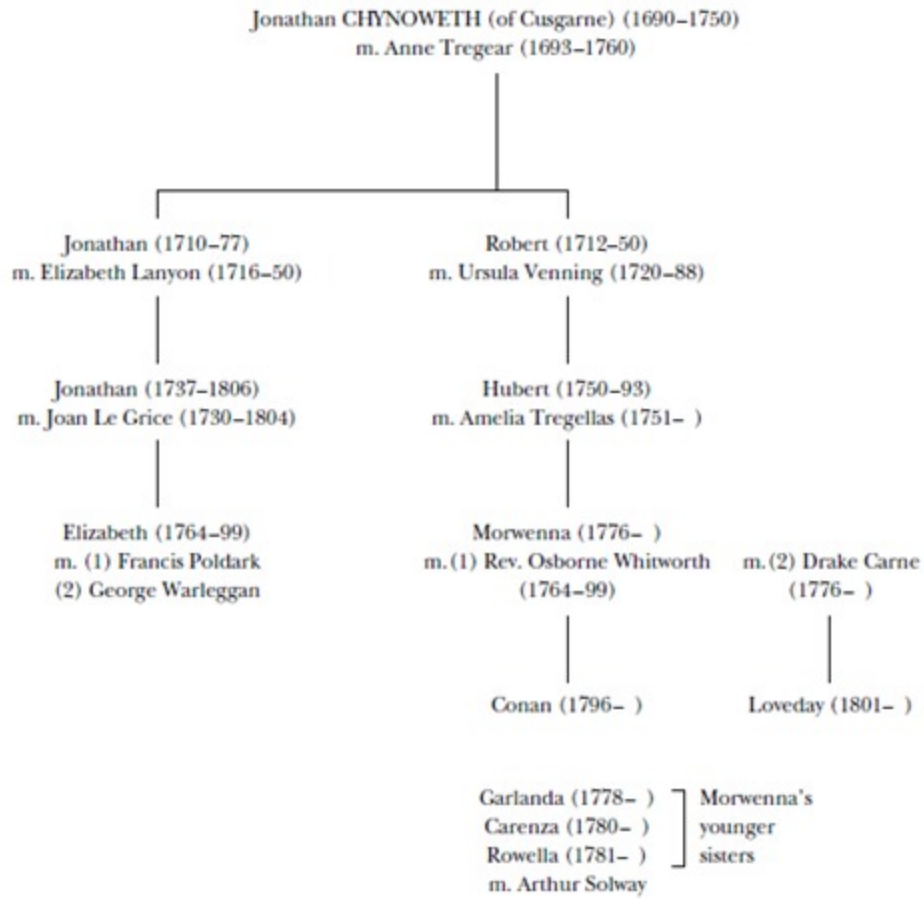 Jonathan CHYNOWETH (of Cusgarne) (1690–1750)
m. Anne Tregear (1693–1760)
Jonathan (1710–77)
m. Elizabeth Lanyon (1716–50)
Robert (1712–50)
m. Ursula Venning (1720–88)
Jonathan (1737–1806)
m. Joan Le Grice (1730–1804)
Hubert (1750–93)
m. Amelia Tregellas (1751– )
Elizabeth (1764–99)
m. (1) Francis Poldark
(2) George Warleggan
Morwenna (1776– )
m. (1) Rev. Osborne Whitworth
(1764–99)
m. (2) Drake Carne
(1776– )
Conan (1796– )
Loveday (1801– )
Garlanda (1778– )
Carenza (1780– )
Rowella (1781– )
m. Arthur Solway
Morwenna's
younger
sisters